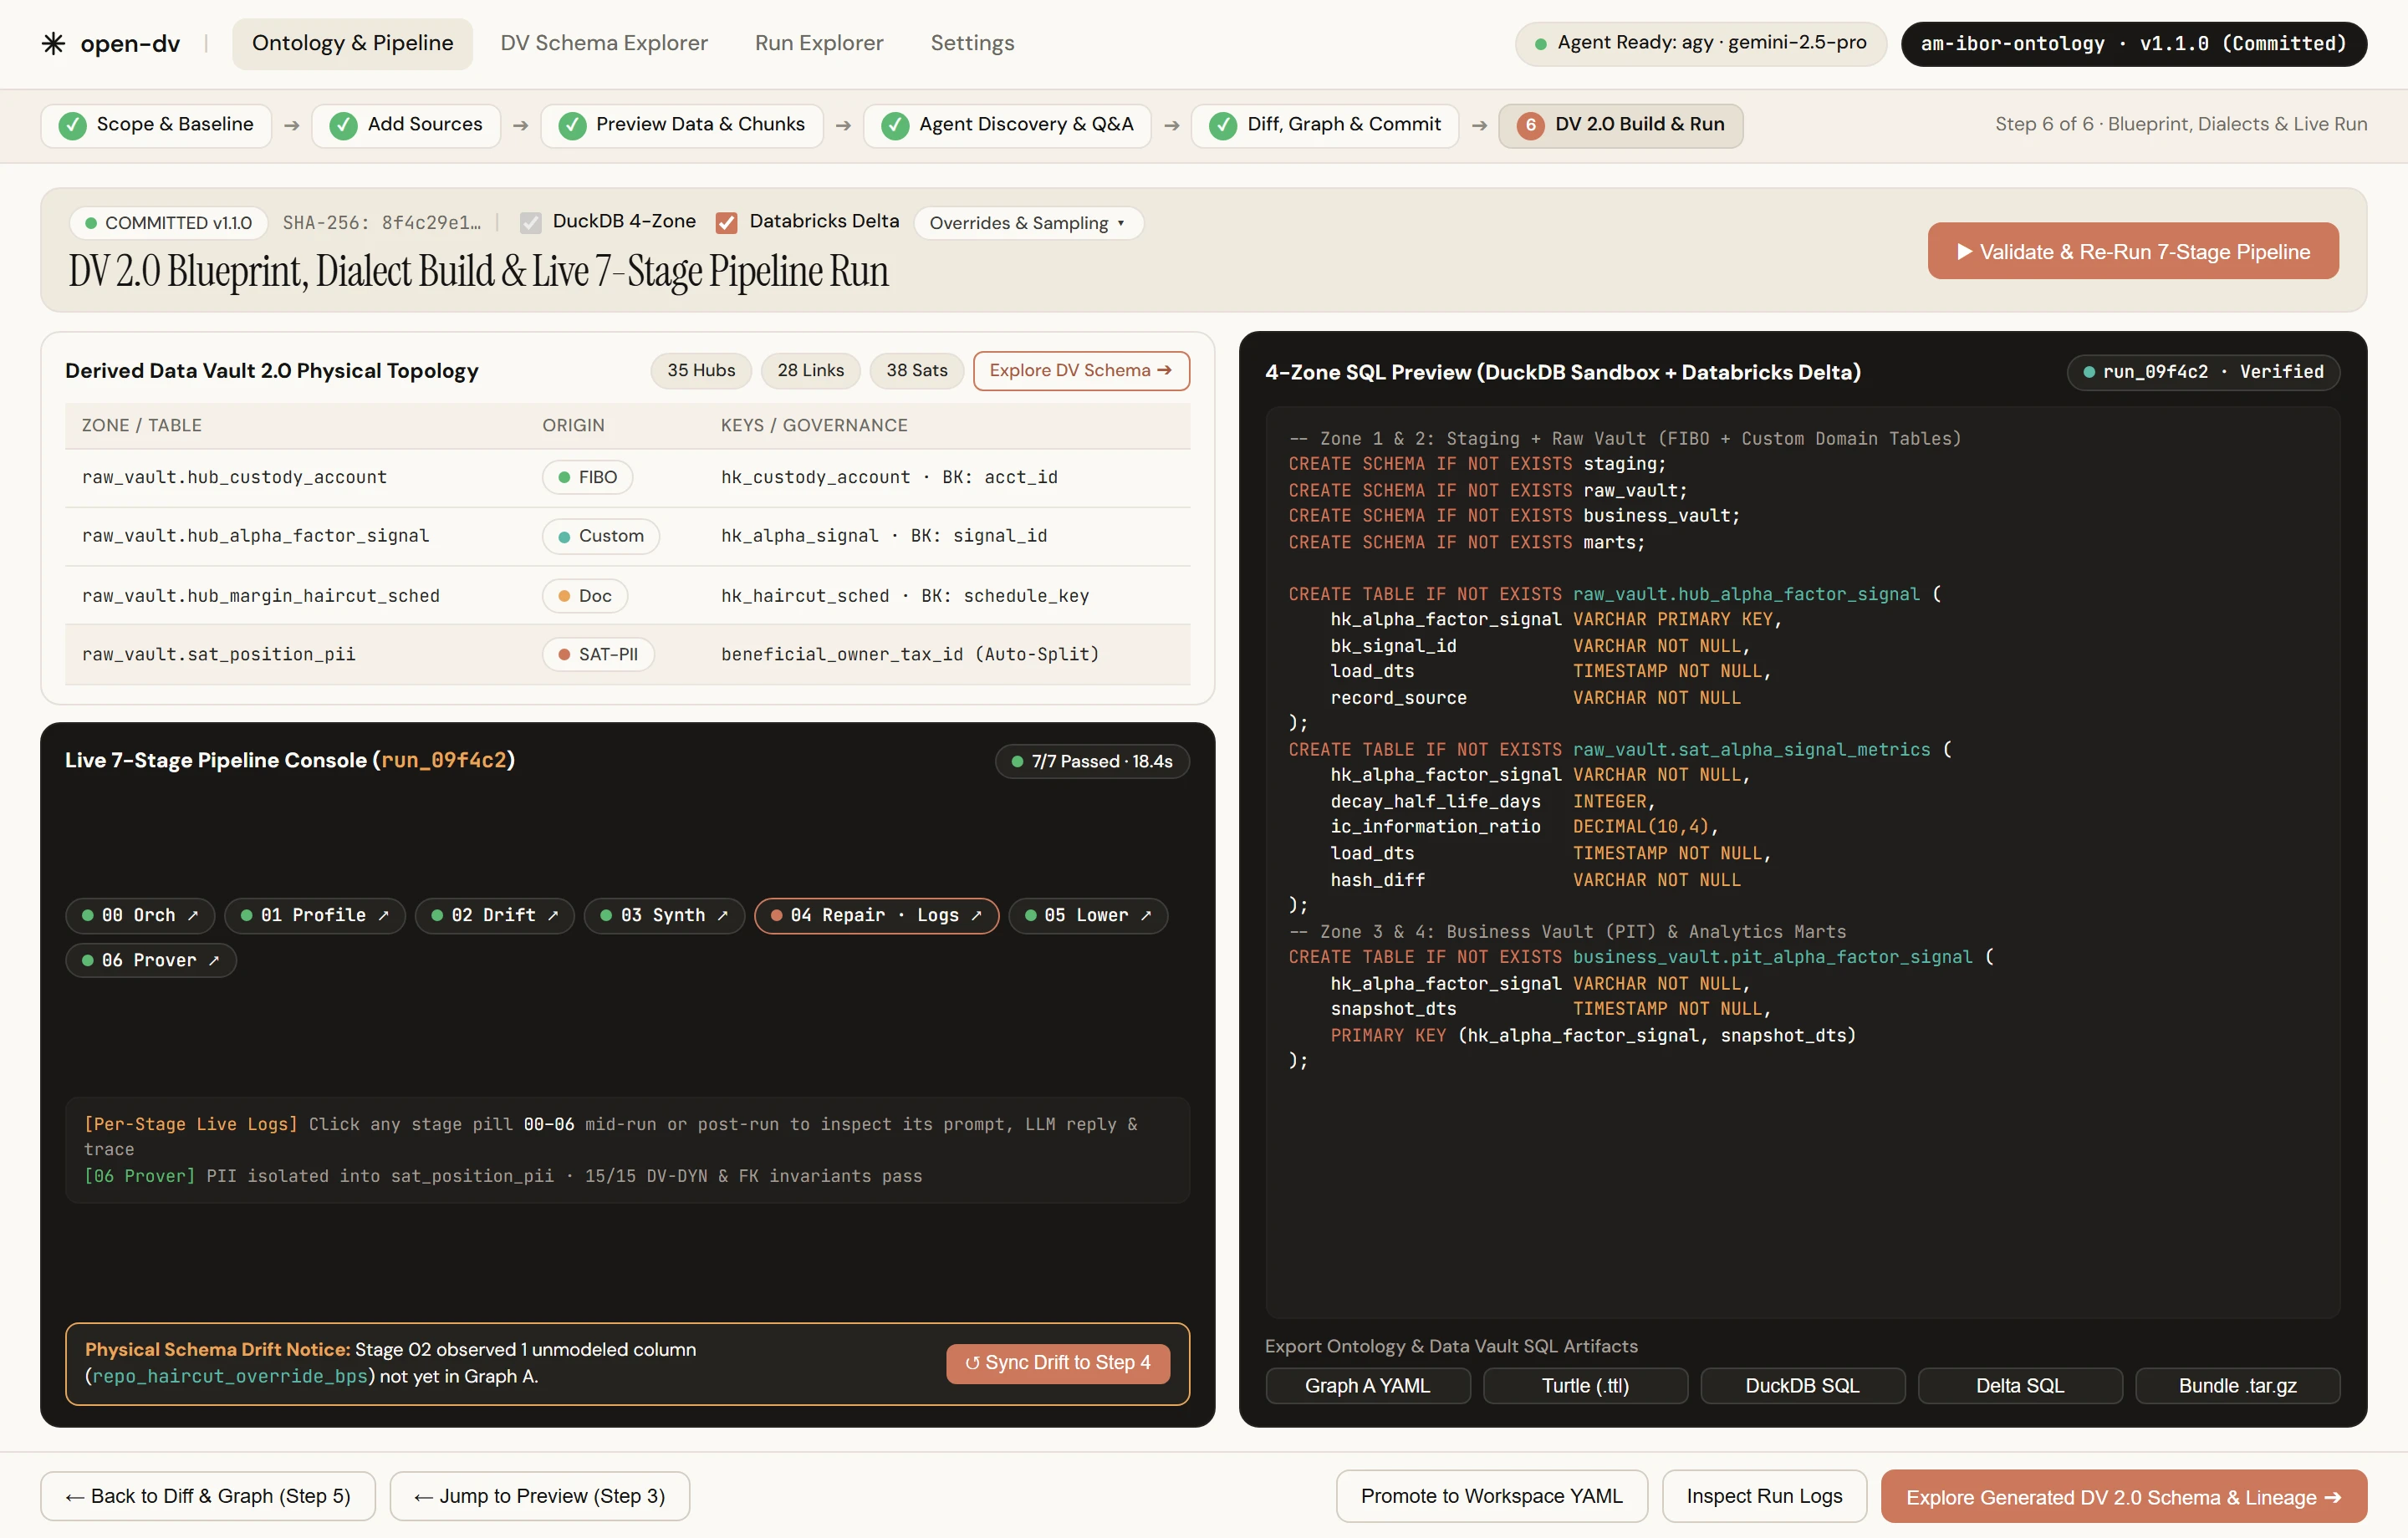 open-dv | Ontology & Pipeline DV Schema Explorer Run Explorer Settings Agent Ready: agy · gemini-2.5-pro am-ibor-ontology · v1.1.0 (Committed)
✓ Scope & Baseline → ✓ Add Sources → ✓ Preview Data & Chunks → ✓ Agent Discovery & Q&A → ✓ Diff, Graph & Commit → 6 DV 2.0 Build & Run Step 6 of 6 · Blueprint, Dialects & Live Run
COMMITTED v1.1.0 SHA-256: 8f4c29e1… | DuckDB 4-Zone Databricks Delta Overrides & Sampling ▾
DV 2.0 Blueprint, Dialect Build & Live 7-Stage Pipeline Run
▶ Validate & Re-Run 7-Stage Pipeline
Derived Data Vault 2.0 Physical Topology 35 Hubs 28 Links 38 Sats Explore DV Schema →
ZONE / TABLE ORIGIN KEYS / GOVERNANCE
raw_vault.hub_custody_account FIBO hk_custody_account · BK: acct_id
raw_vault.hub_alpha_factor_signal Custom hk_alpha_signal · BK: signal_id
raw_vault.hub_margin_haircut_sched Doc hk_haircut_sched · BK: schedule_key
raw_vault.sat_position_pii SAT-PII beneficial_owner_tax_id (Auto-Split)
Live 7-Stage Pipeline Console (run_09f4c2) 7/7 Passed · 18.4s
00 Orch ↗ 01 Profile ↗ 02 Drift ↗ 03 Synth ↗ 04 Repair · Logs ↗ 05 Lower ↗
06 Prover ↗
[Per-Stage Live Logs] Click any stage pill 00–06 mid-run or post-run to inspect its prompt, LLM reply &
trace
[06 Prover] PII isolated into sat_position_pii · 15/15 DV-DYN & FK invariants pass
Physical Schema Drift Notice: Stage 02 observed 1 unmodeled column
(repo_haircut_override_bps) not yet in Graph A.
↺ Sync Drift to Step 4
4-Zone SQL Preview (DuckDB Sandbox + Databricks Delta) run_09f4c2 · Verified
-- Zone 1 & 2: Staging + Raw Vault (FIBO + Custom Domain Tables)
CREATE SCHEMA IF NOT EXISTS staging;
CREATE SCHEMA IF NOT EXISTS raw_vault;
CREATE SCHEMA IF NOT EXISTS business_vault;
CREATE SCHEMA IF NOT EXISTS marts;
CREATE TABLE IF NOT EXISTS raw_vault.hub_alpha_factor_signal (
hk_alpha_factor_signal VARCHAR PRIMARY KEY,
bk_signal_id VARCHAR NOT NULL,
load_dts TIMESTAMP NOT NULL,
record_source VARCHAR NOT NULL
);
CREATE TABLE IF NOT EXISTS raw_vault.sat_alpha_signal_metrics (
hk_alpha_factor_signal VARCHAR NOT NULL,
decay_half_life_days INTEGER,
ic_information_ratio DECIMAL(10,4),
load_dts TIMESTAMP NOT NULL,
hash_diff VARCHAR NOT NULL
);
-- Zone 3 & 4: Business Vault (PIT) & Analytics Marts
CREATE TABLE IF NOT EXISTS business_vault.pit_alpha_factor_signal (
hk_alpha_factor_signal VARCHAR NOT NULL,
snapshot_dts TIMESTAMP NOT NULL,
PRIMARY KEY (hk_alpha_factor_signal, snapshot_dts)
);
Export Ontology & Data Vault SQL Artifacts
Graph A YAML Turtle (.ttl) DuckDB SQL Delta SQL Bundle .tar.gz
← Back to Diff & Graph (Step 5) ← Jump to Preview (Step 3) Promote to Workspace YAML Inspect Run Logs Explore Generated DV 2.0 Schema & Lineage →